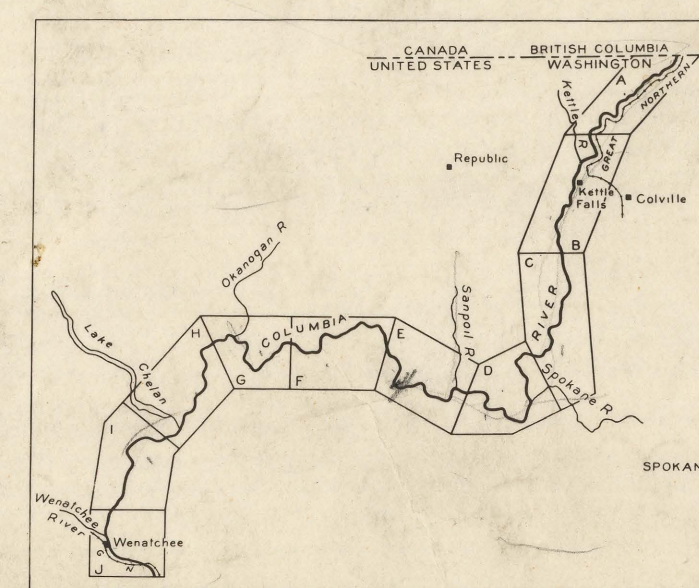 CANADA
BRITISH COLUMBIA
UNITED STATES
WASHINGTON
A
NORTHERN
Kettle
R
GREAT
Republic
Kettle
Falls
Colville
B
C
RIVER
Okanogan R
Sanpoil R
COLUMBIA
H
E
Lake
Chelan
D
G
F
Spokane R
I
SPOKAN
Wenatchee
River
Wenatchee
G
N
J